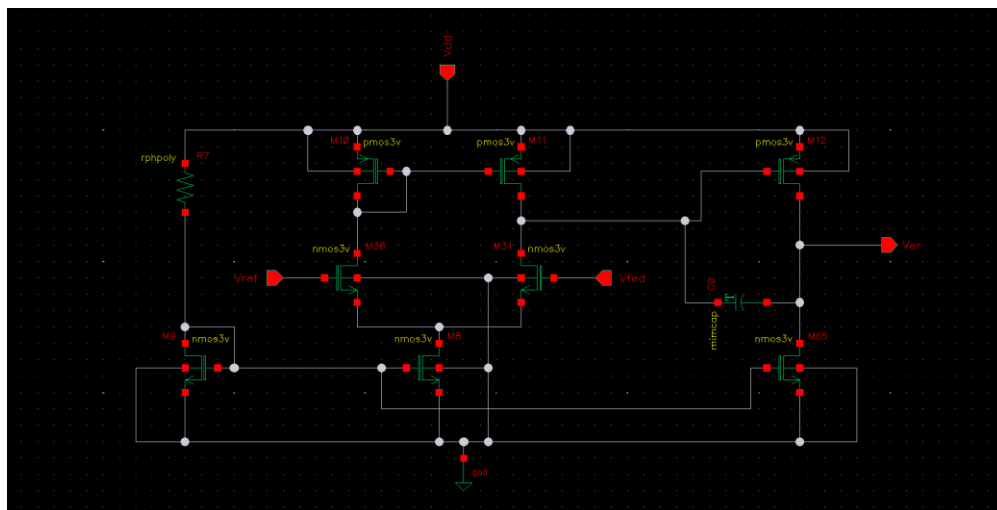 Vdd
M10
pmos3v
M11
pmos3v
M12
pmos3v
rphpoly
R7
nmos3v
M30
M31
nmos3v
Vref
Vfed
Ver
C0
T
mimcap
M9
nmos3v
M8
nmos3v
M65
nmos3v
gnd